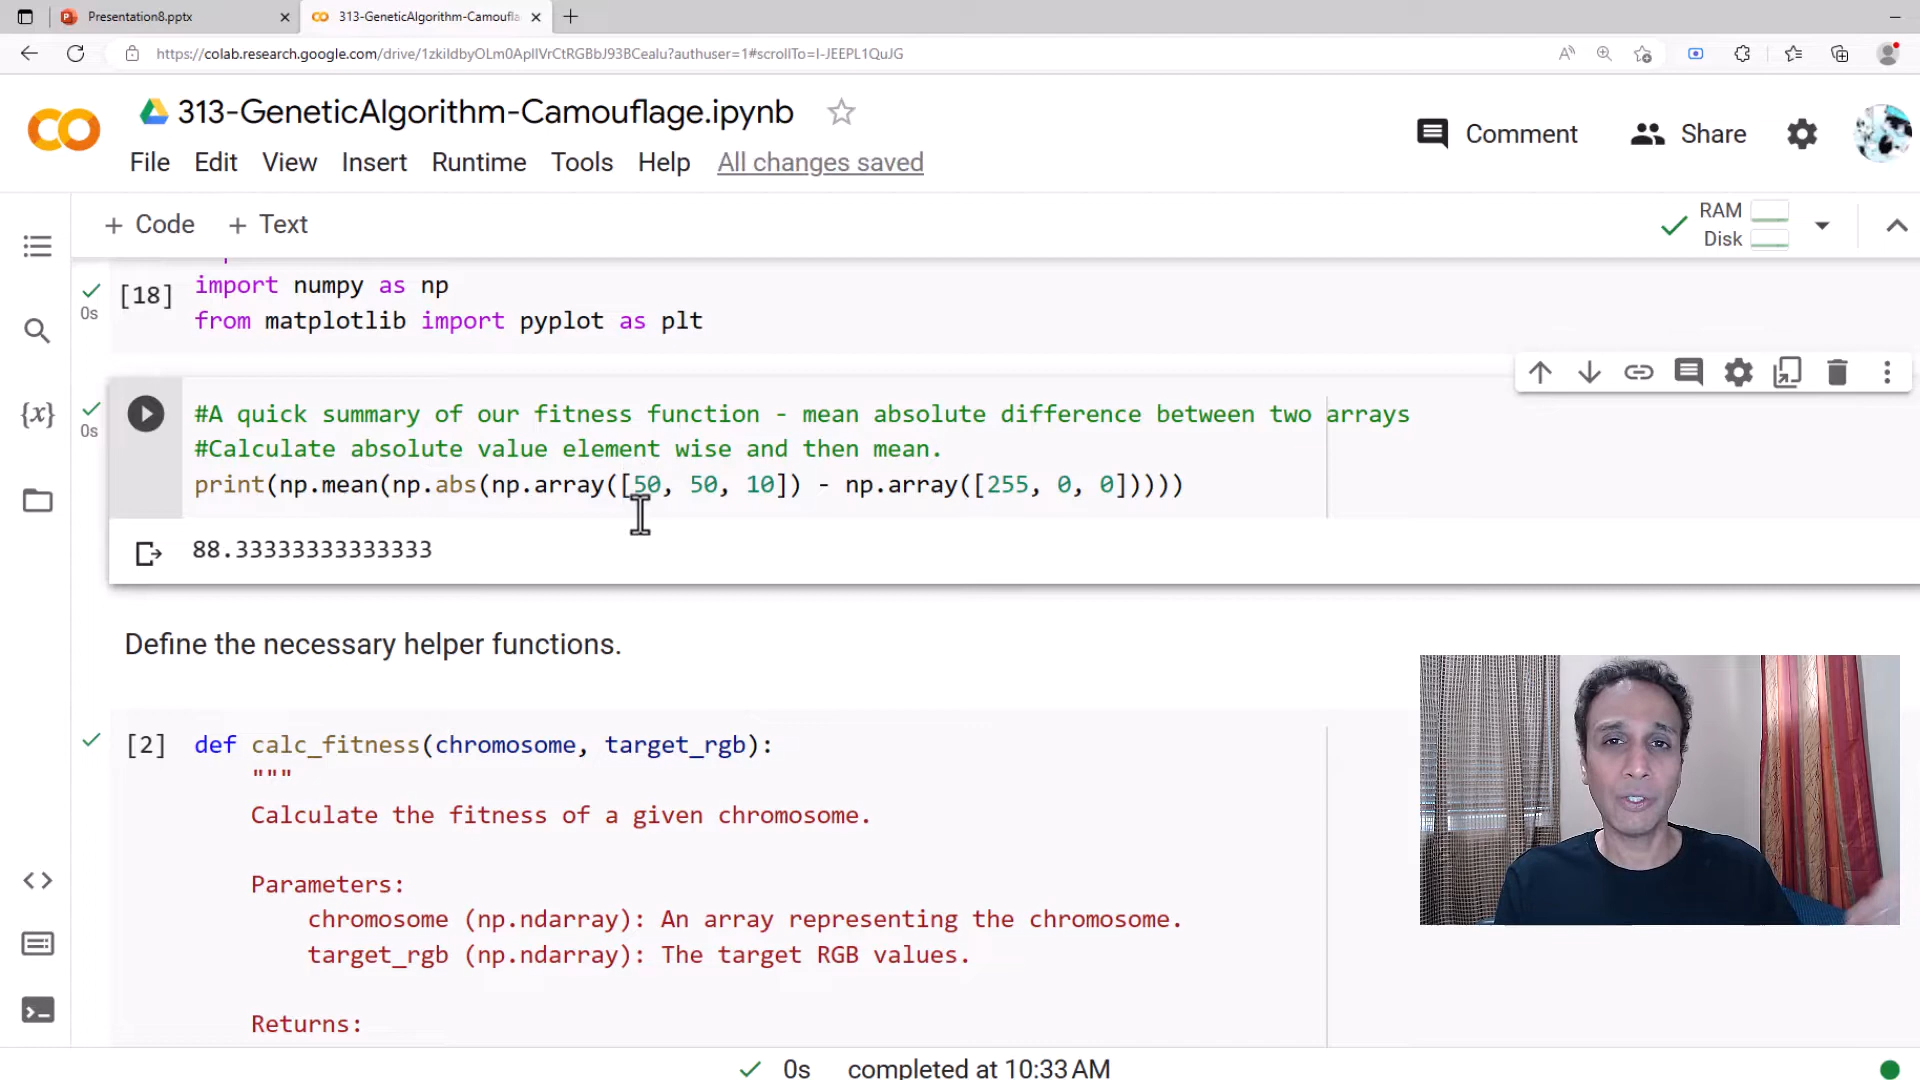 Presentation8.pptx
313-GeneticAlgorithm-Camoufla
https://colab.research.google.com/drive/1zkiIdbyOLm0ApIlVrCtRGBbJ93BCeaIu?authuser=1#scrollTo=I-JEEPL1QuJG
313-GeneticAlgorithm-Camouflage.ipynb
Comment
Share
File Edit View Insert Runtime Tools Help All changes saved
+ Code + Text
RAM
Disk
[18]
0s
import numpy as np
from matplotlib import pyplot as plt
0s
#A quick summary of our fitness function - mean absolute difference between two arrays
#Calculate absolute value element wise and then mean.
print(np.mean(np.abs(np.array([50, 50, 10]) - np.array([255, 0, 0]))))
88.33333333333333
Define the necessary helper functions.
[2] def calc_fitness(chromosome, target_rgb):
"""
Calculate the fitness of a given chromosome.
Parameters:
chromosome (np.ndarray): An array representing the chromosome.
target_rgb (np.ndarray): The target RGB values.
Returns:
0s completed at 10:33 AM